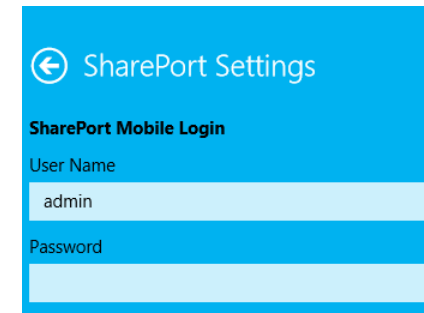 SharePort Settings
SharePort Mobile Login
User Name
admin
Password